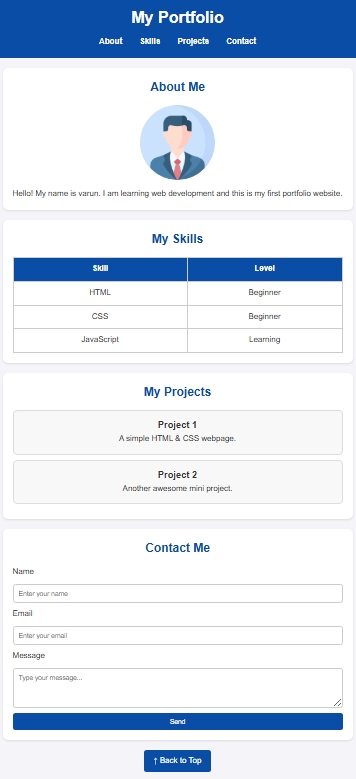 My Portfolio
About Skills Projects Contact
About Me
Hello! My name is varun. I am learning web development and this is my first portfolio website.
My Skills
Skill Level
HTML Beginner
CSS Beginner
JavaScript Learning
My Projects
Project 1
A simple HTML & CSS webpage.
Project 2
Another awesome mini project.
Contact Me
Name
Enter your name
Email
Enter your email
Message
Type your message...
Send
↑ Back to Top